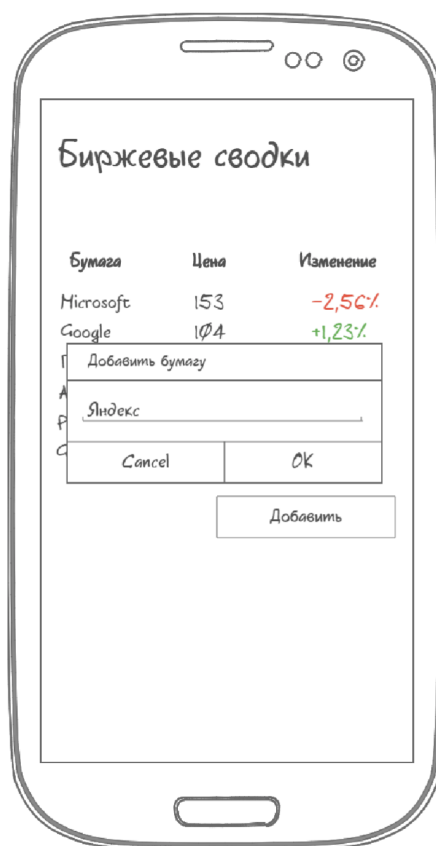 Биржевые сводки
Бумага Цена Изменение
Microsoft 153 -2,56%
Google 104 +1,23%
Добавить бумагу
Яндекс
Cancel OK
Добавить